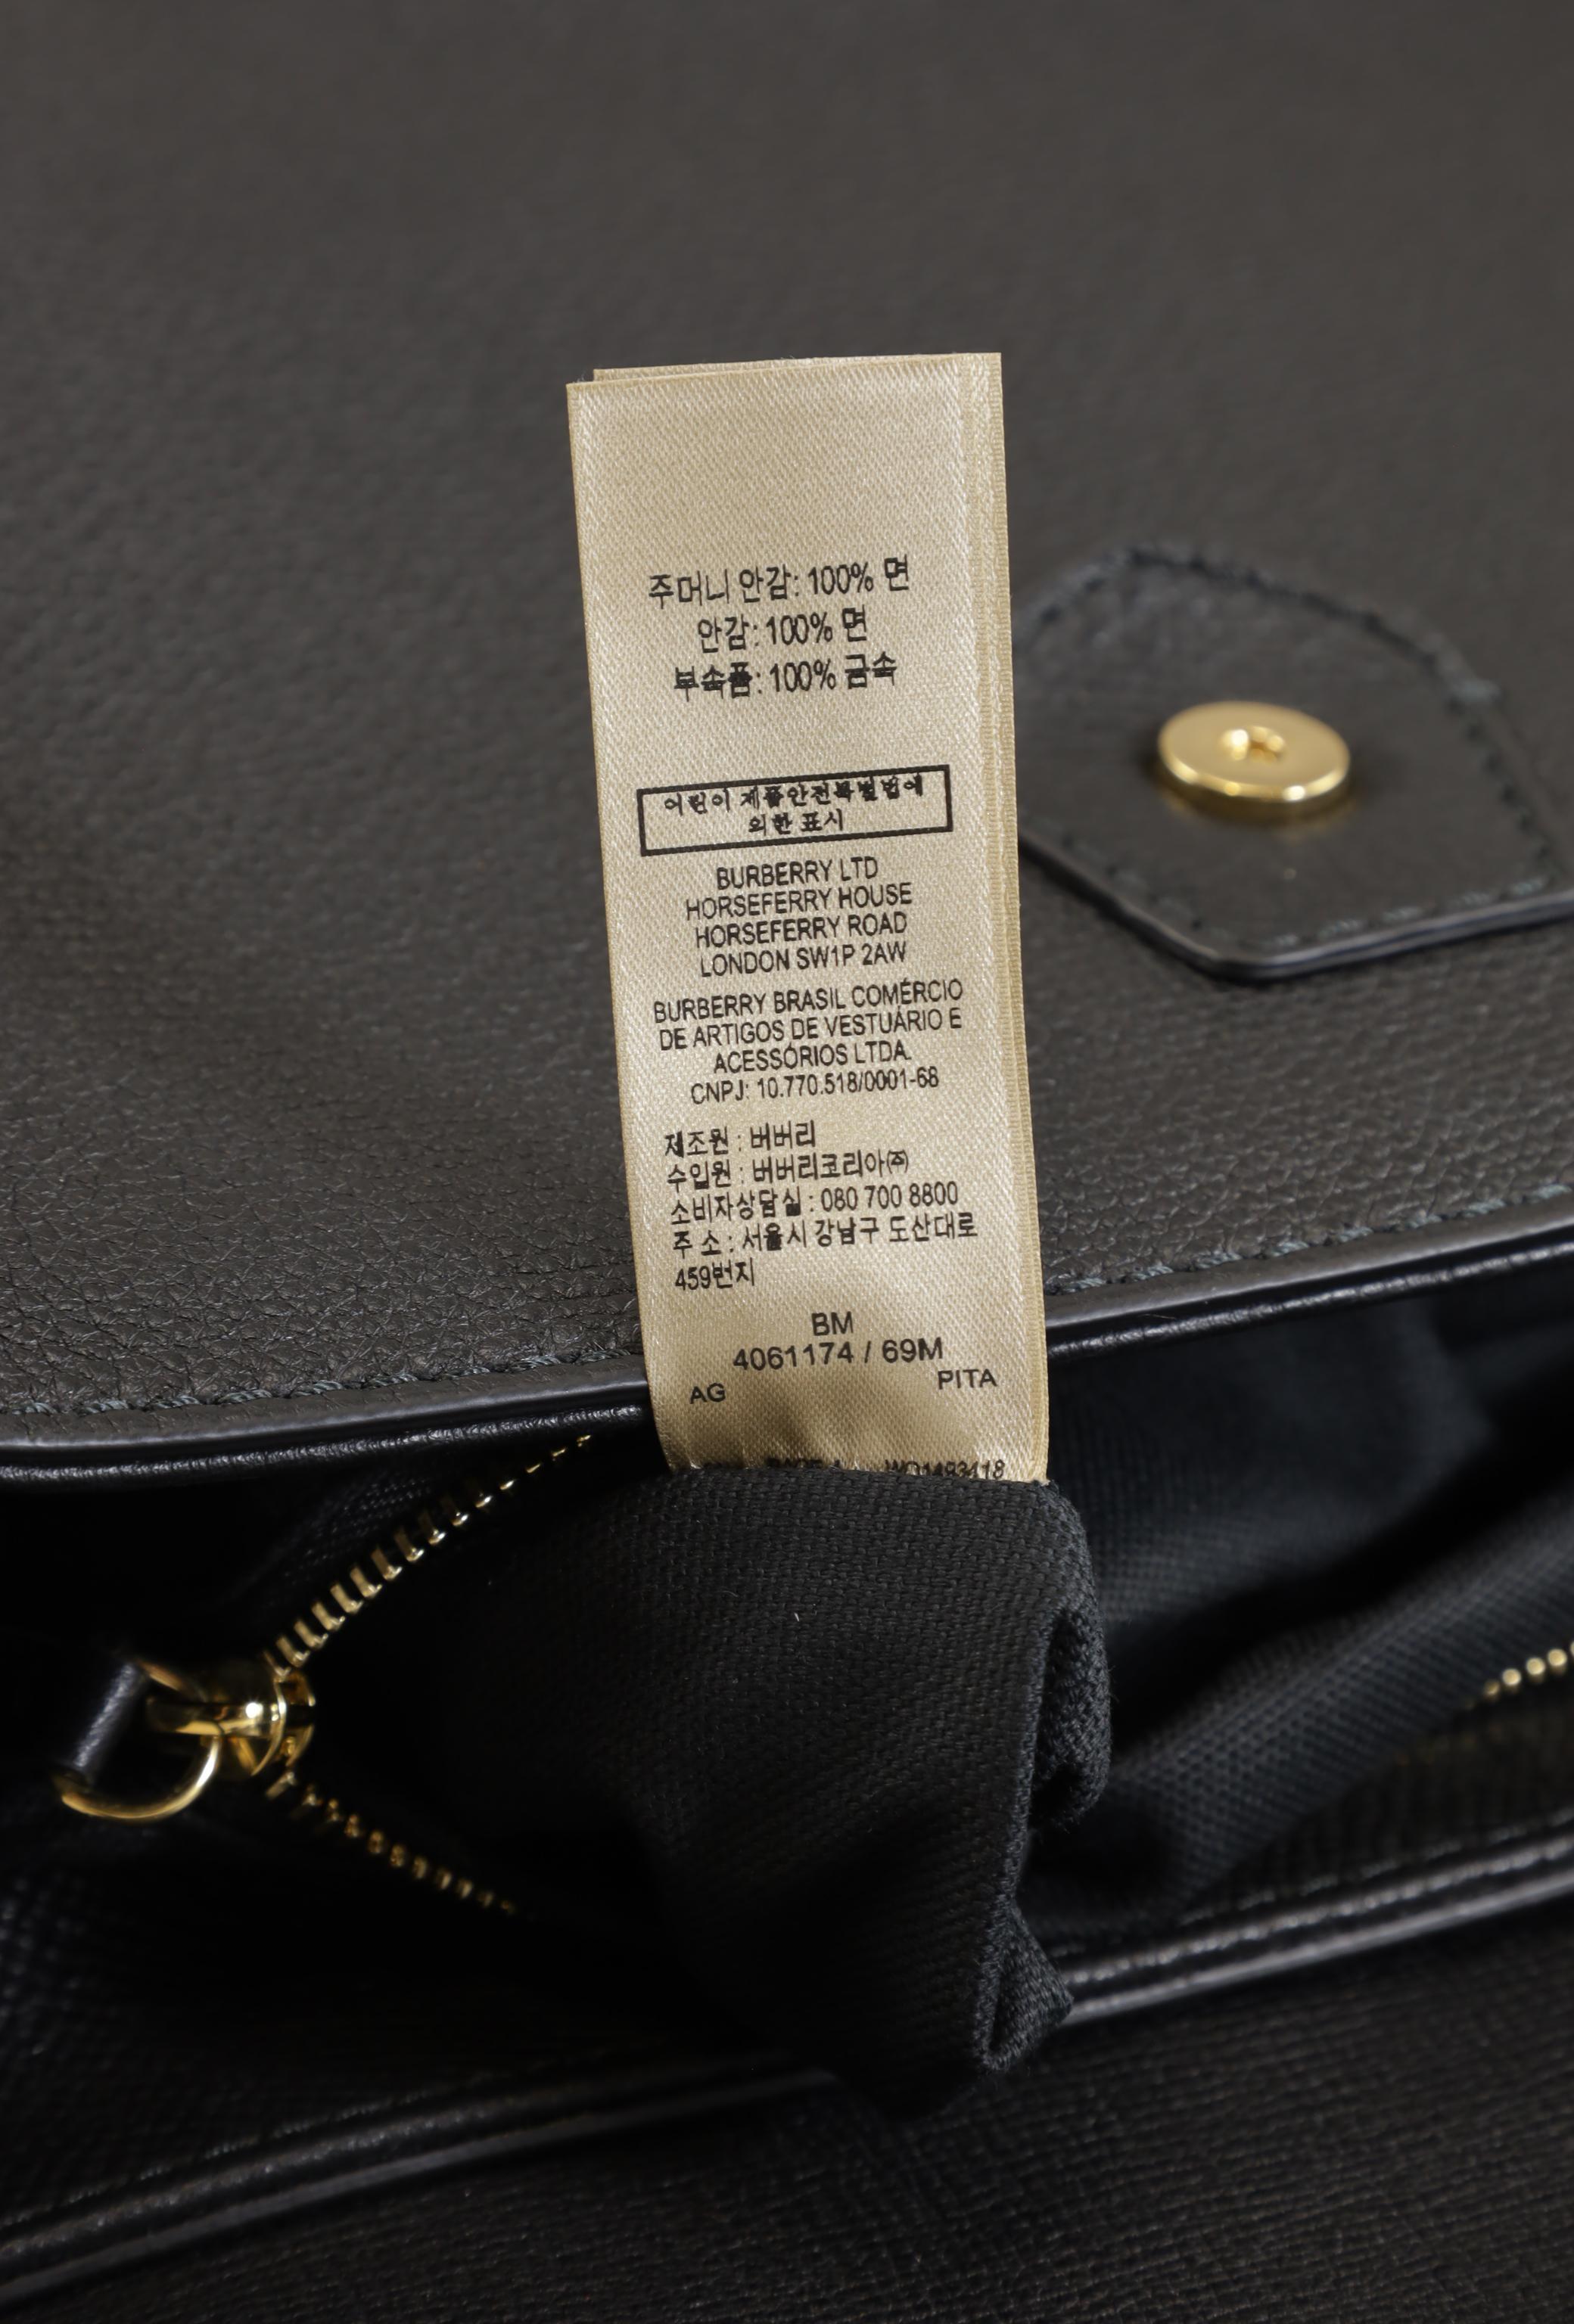 주머니 안감: 100% 면
안감: 100% 면
부속품: 100% 금속
어린이 제품안전특별법에
의한 표시
BURBERRY LTD
HORSEFERRY HOUSE
HORSEFERRY ROAD
LONDON SW1P 2AW
BURBERRY BRASIL COMÉRCIO
DE ARTIGOS DE VESTUÁRIO E
ACESSÓRIOS LTDA.
CNPJ: 10.770.518/0001-68
제조원 : 버버리
수입원 : 버버리코리아㈜
소비자상담실 : 080 700 8800
주 소 : 서울시 강남구 도산대로
459번지
BM
4061174 / 69M
AG PITA